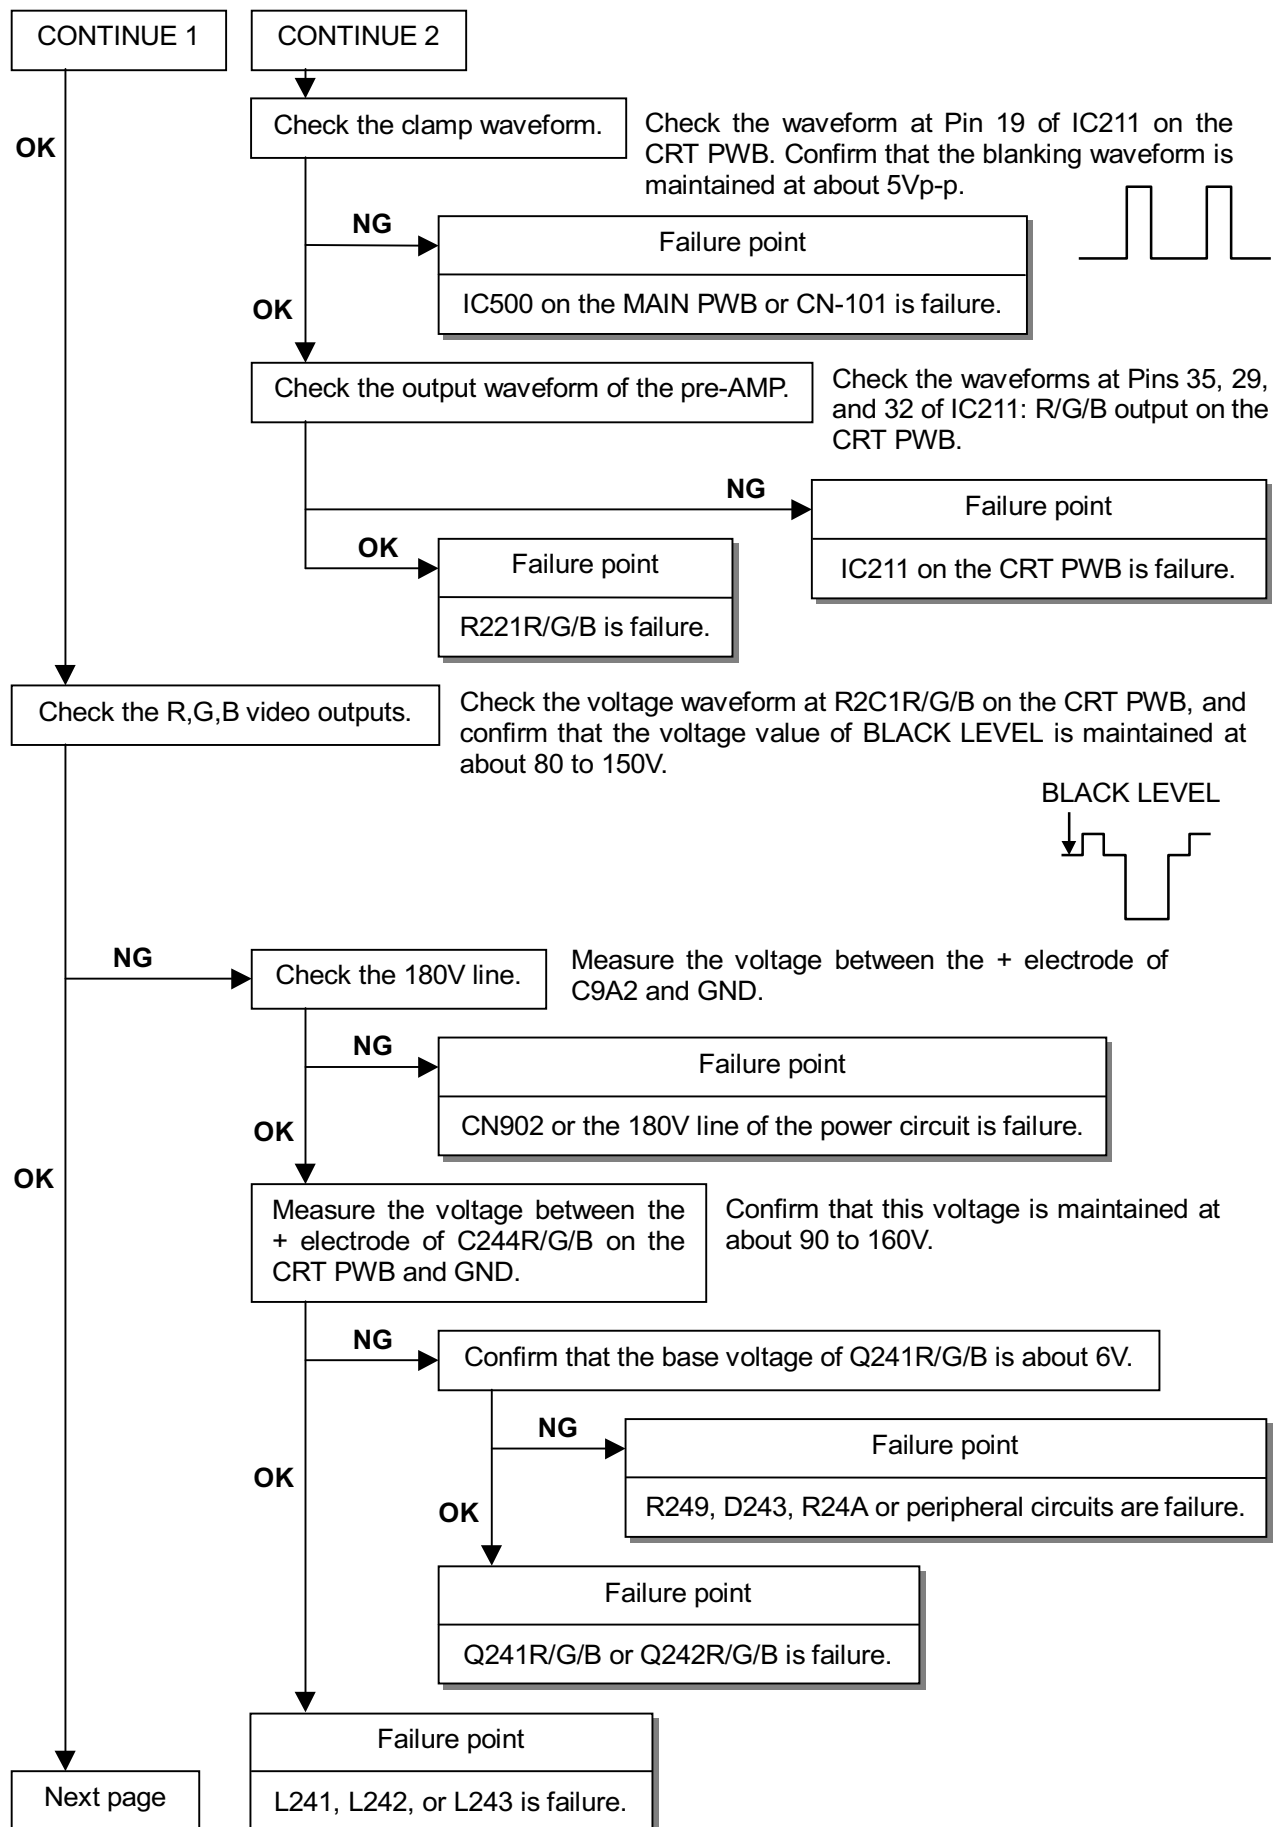 CONTINUE 1
CONTINUE 2
Check the clamp waveform.
Check the waveform at Pin 19 of IC211 on the
CRT PWB. Confirm that the blanking waveform is
maintained at about 5Vp-p.
OK
NG
Failure point
IC500 on the MAIN PWB or CN-101 is failure.
OK
Check the output waveform of the pre-AMP.
Check the waveforms at Pins 35, 29,
and 32 of IC211: R/G/B output on the
CRT PWB.
NG
Failure point
IC211 on the CRT PWB is failure.
OK
Failure point
R221R/G/B is failure.
Check the R,G,B video outputs.
Check the voltage waveform at R2C1R/G/B on the CRT PWB, and
confirm that the voltage value of BLACK LEVEL is maintained at
about 80 to 150V.
BLACK LEVEL
NG
Check the 180V line.
Measure the voltage between the + electrode of
C9A2 and GND.
NG
Failure point
CN902 or the 180V line of the power circuit is failure.
OK
OK
Measure the voltage between the
+ electrode of C244R/G/B on the
CRT PWB and GND.
Confirm that this voltage is maintained at
about 90 to 160V.
NG
Confirm that the base voltage of Q241R/G/B is about 6V.
NG
Failure point
R249, D243, R24A or peripheral circuits are failure.
OK
OK
Failure point
Q241R/G/B or Q242R/G/B is failure.
Failure point
L241, L242, or L243 is failure.
Next page